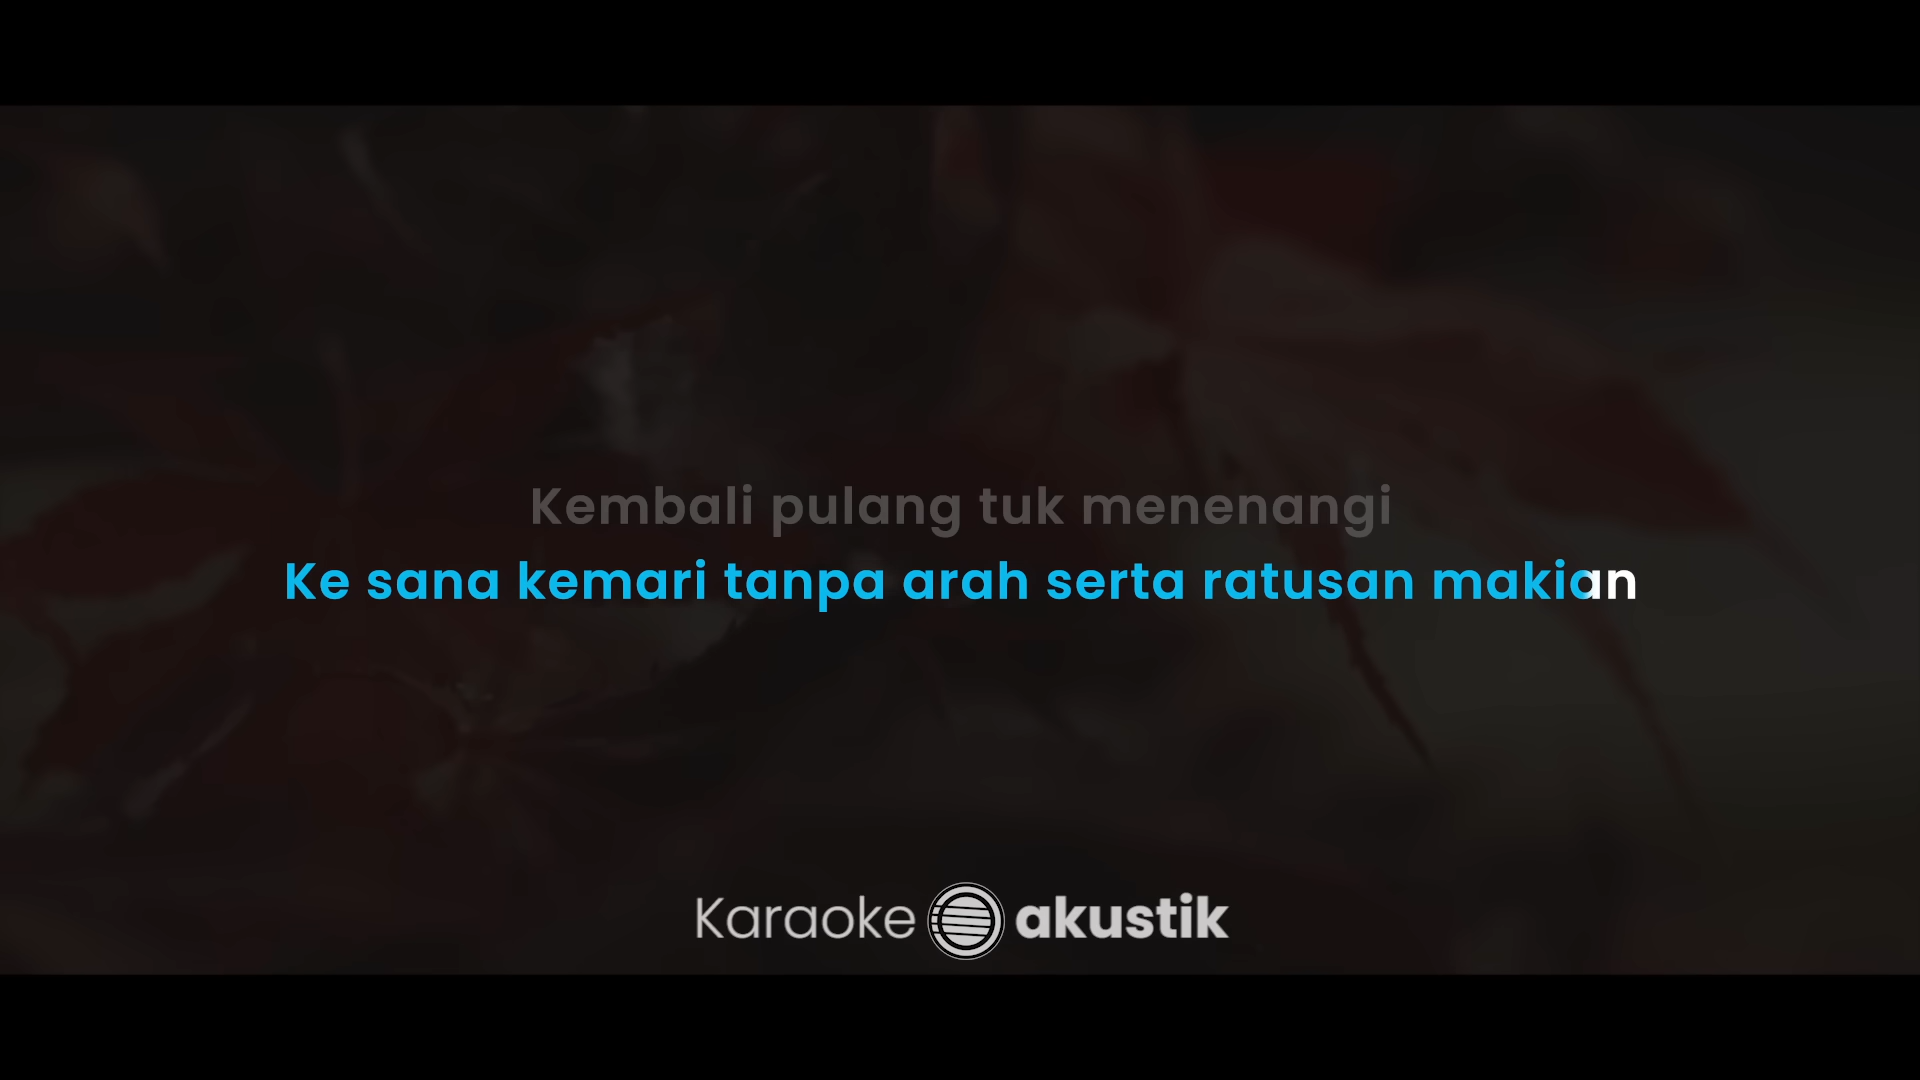 Kembali pulang tuk menenangi
Ke sana kemari tanpa arah serta ratusan makian
Karaoke akustik